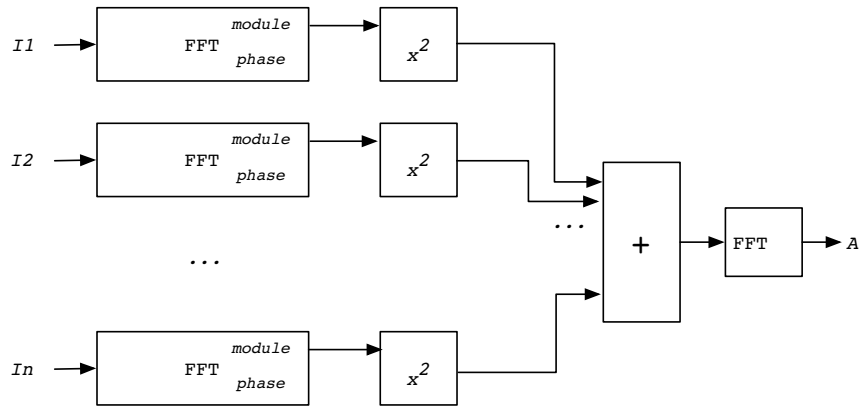 I1 FFT module phase x²
I2 FFT module phase x²
...
...
+ FFT A
In FFT module phase x²